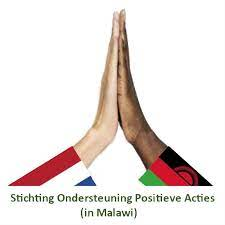 Stichting Ondersteuning Positieve Acties
(in Malawi)